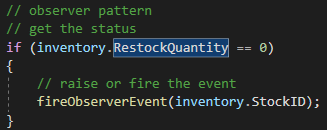 // observer pattern
// get the status
if (inventory.RestockQuantity == 0)
{
// raise or fire the event
fireObserverEvent(inventory.StockID);
}